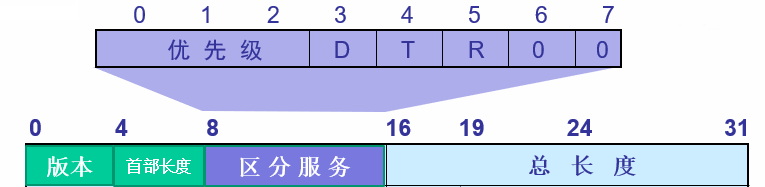 0 1 2 3 4 5 6 7
优先级 D T R 0 0
0 4 8 16 19 24 31
版本 首部长度 区分服务 总长度